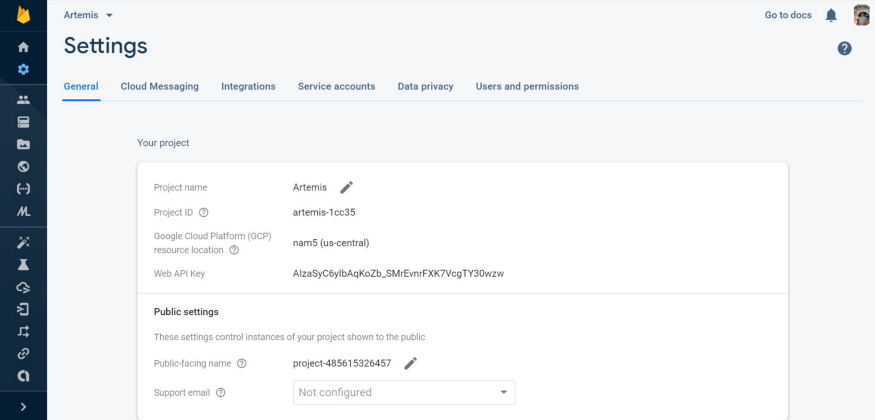 Artemis
Go to docs
Settings
General Cloud Messaging Integrations Service accounts Data privacy Users and permissions
Your project
Project name Artemis
Project ID artemis-1cc35
Google Cloud Platform (GCP)
resource location nam5 (us-central)
Web API Key AIzaSyC6yIbAqKoZb_SMrEvnrFXK7VcgTY30wzw
Public settings
These settings control instances of your project shown to the public
Public-facing name project-485615326457
Support email Not configured